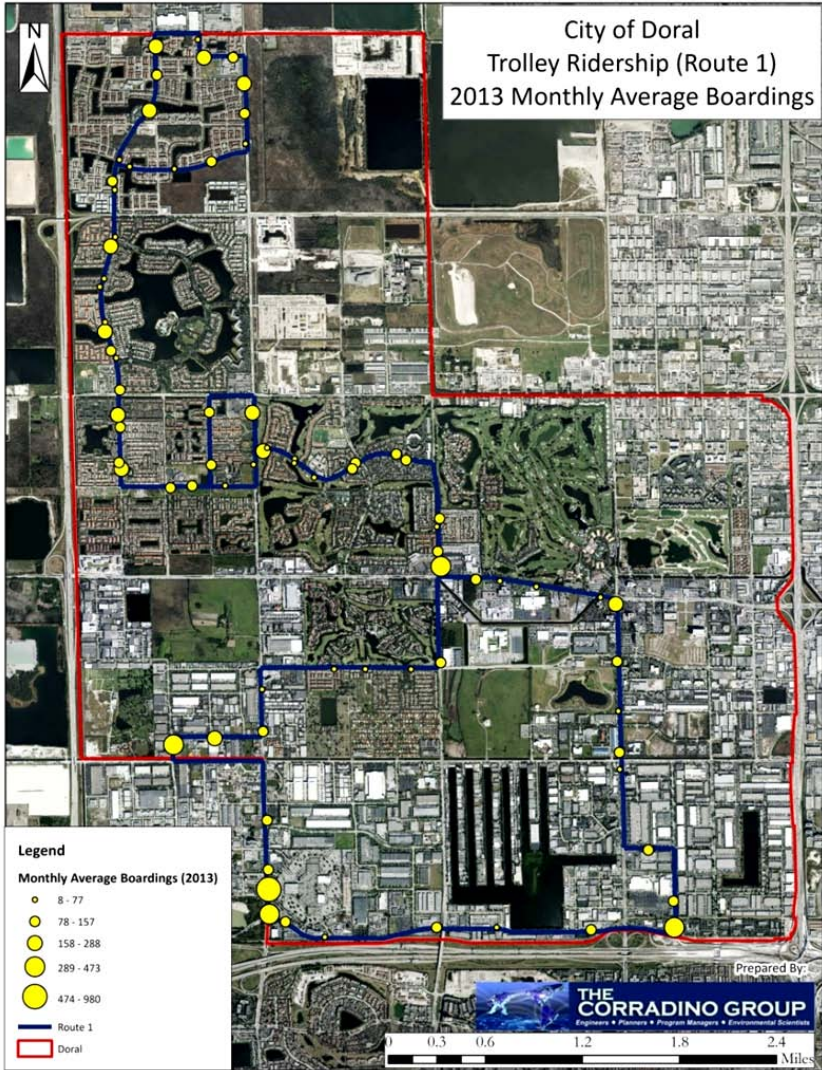 N
City of Doral
Trolley Ridership (Route 1)
2013 Monthly Average Boardings
Legend
Monthly Average Boardings (2013)
8 - 77
78 - 157
158 - 288
289 - 473
474 - 980
Route 1
Doral
Prepared By:
THE
CORRADINO GROUP
Engineers • Planners • Program Managers • Environmental Scientists
0 0.3 0.6 1.2 1.8 2.4
Miles